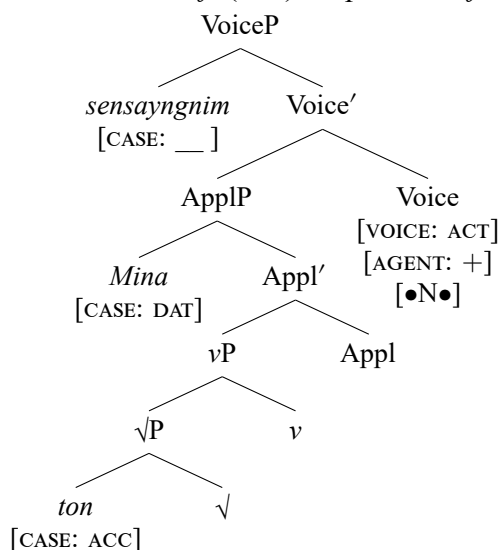 VoiceP
sensayngnim Voice′
[CASE: __ ]
ApplP Voice
[VOICE: ACT]
Mina Appl′ [AGENT: +]
[CASE: DAT] [●N●]
vP Appl
√P v
ton √
[CASE: ACC]